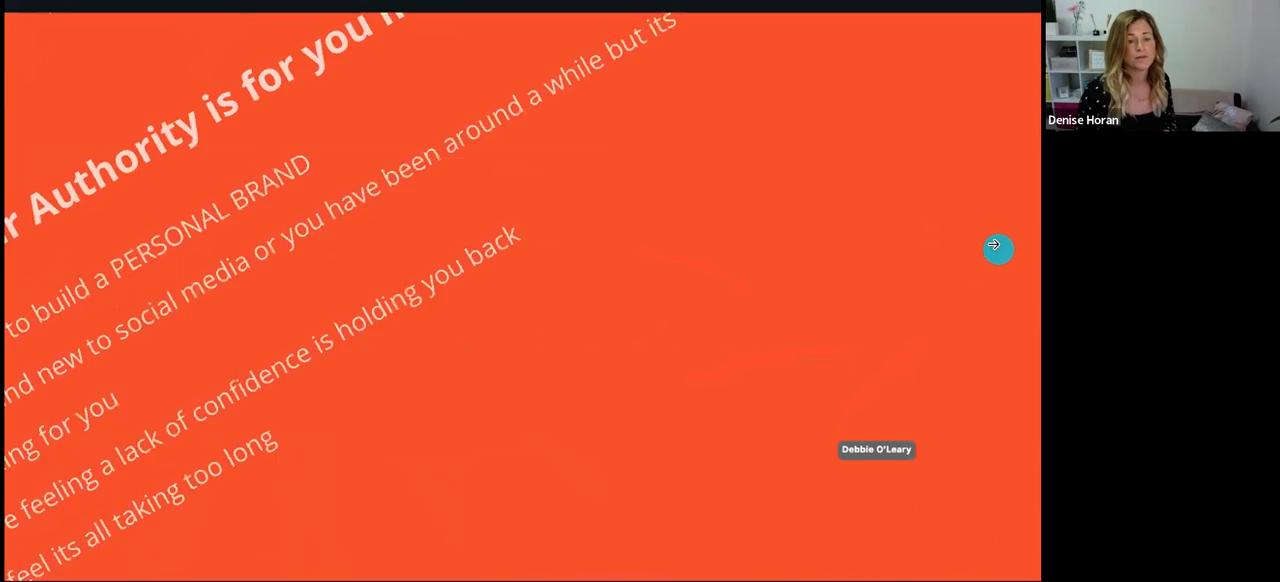 r Authority is for you
to build a PERSONAL BRAND
nd new to social media or you have been around a while but its
ing for you
e feeling a lack of confidence is holding you back
feel its all taking too long
Debbie O'Leary
Denise Horan